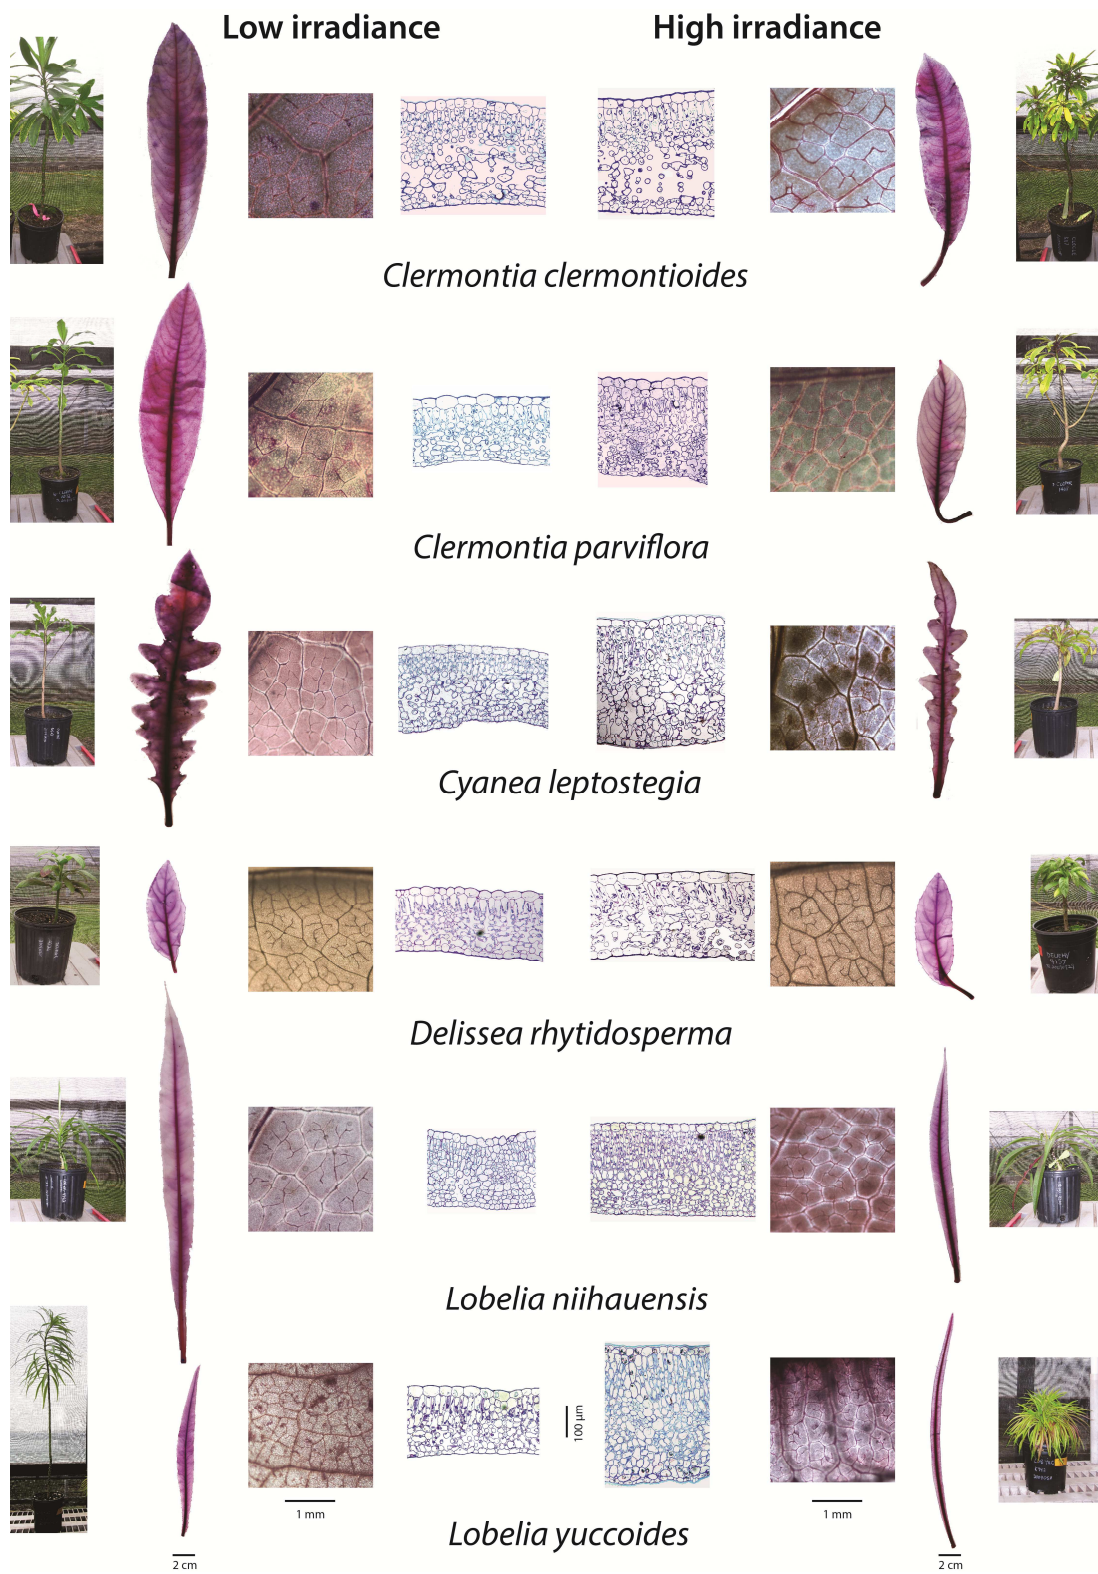 Low irradiance
High irradiance
Clermontia clermontioides
Clermontia parviflora
Cyanea leptostegia
Delissea rhytidosperma
Lobelia niihauensis
100 µm
1 mm
1 mm
Lobelia yuccoides
2 cm
2 cm